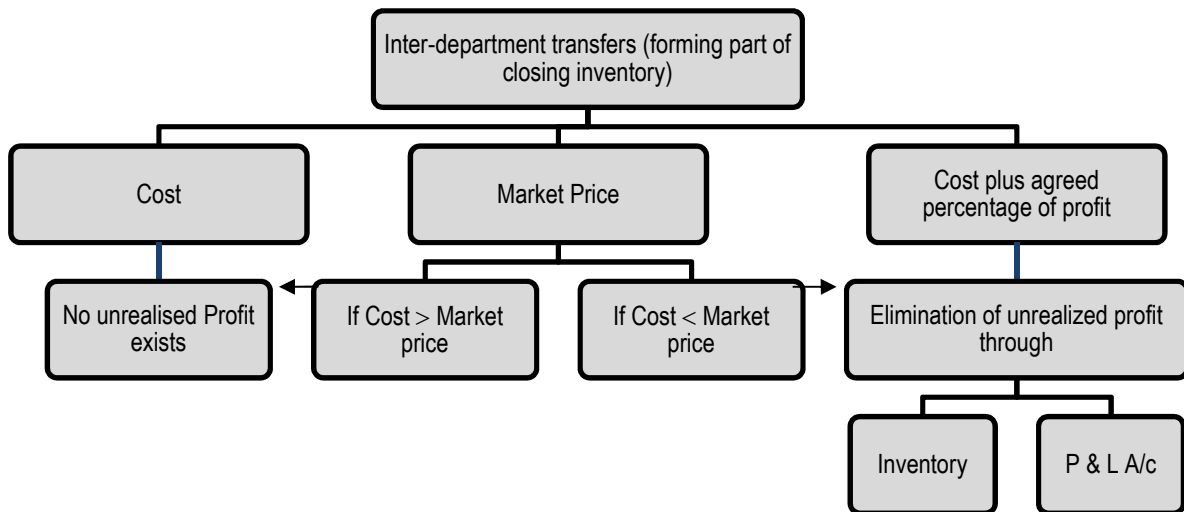 Inter-department transfers (forming part of
closing inventory)
Cost
Market Price
Cost plus agreed
percentage of profit
No unrealised Profit
exists
If Cost > Market
price
If Cost < Market
price
Elimination of unrealized profit
through
Inventory
P & L A/c